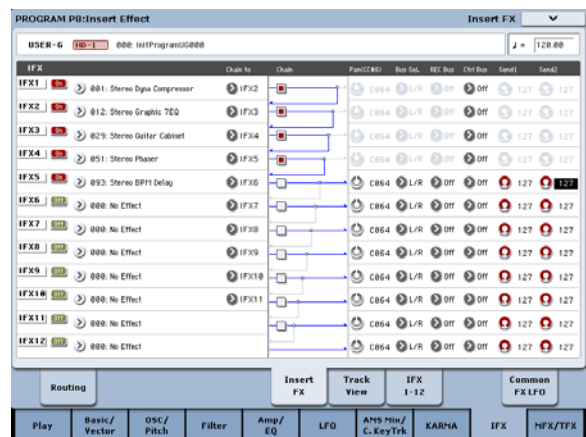 PROGRAM P8:Insert Effect Insert FX
USER-G HD-1 000: InitProgramUG000 ♩ = 120.00
IFX Chain to Chain Pan(CC#8) Bus Sel. REC Bus Ctrl Bus Send1 Send2
IFX1 On 001: Stereo Dyna Compressor IFX2 C064 L/R Off Off 127 127
IFX2 On 012: Stereo Graphic 7EQ IFX3 C064 L/R Off Off 127 127
IFX3 On 029: Stereo Guitar Cabinet IFX4 C064 L/R Off Off 127 127
IFX4 On 051: Stereo Phaser IFX5 C064 L/R Off Off 127 127
IFX5 On 093: Stereo BPM Delay IFX6 C064 L/R Off Off 127 127
IFX6 Off 000: No Effect IFX7 C064 L/R Off Off 127 127
IFX7 Off 000: No Effect IFX8 C064 L/R Off Off 127 127
IFX8 Off 000: No Effect IFX9 C064 L/R Off Off 127 127
IFX9 Off 000: No Effect IFX10 C064 L/R Off Off 127 127
IFX10 Off 000: No Effect IFX11 C064 L/R Off Off 127 127
IFX11 Off 000: No Effect C064 L/R Off Off 127 127
IFX12 Off 000: No Effect C064 L/R Off Off 127 127
Routing Insert FX Track View IFX 1-12 Common FX LFO
Play Basic/Vector OSC/Pitch Filter Amp/EQ LFO AMS Mix/C.KeyTrk KARMA IFX MFX/TFX